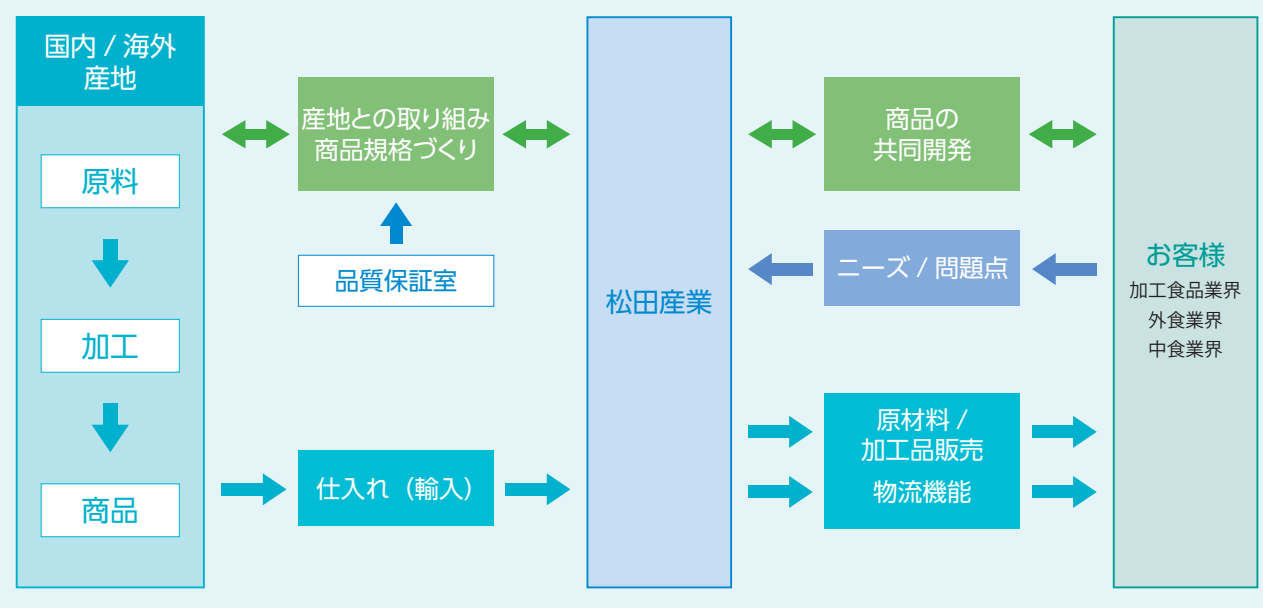 国内 / 海外
産地
原料
加工
商品
産地との取り組み
商品規格づくり
品質保証室
仕入れ（輸入）
松田産業
商品の
共同開発
ニーズ / 問題点
原材料 /
加工品販売
物流機能
お客様
加工食品業界
外食業界
中食業界